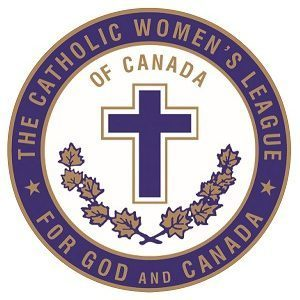 THE CATHOLIC WOMEN'S LEAGUE
OF CANADA
★ FOR GOD AND CANADA ★